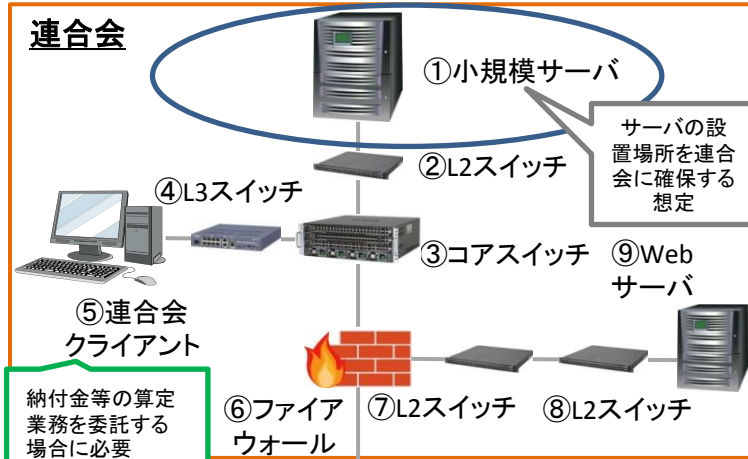 連合会
①小規模サーバ
サーバの設
置場所を連合
会に確保する
想定
②L2スイッチ
④L3スイッチ
③コアスイッチ
⑨Web
サーバ
⑤連合会
クライアント
納付金等の算定
業務を委託する
場合に必要
⑥ファイア
ウォール
⑦L2スイッチ
⑧L2スイッチ